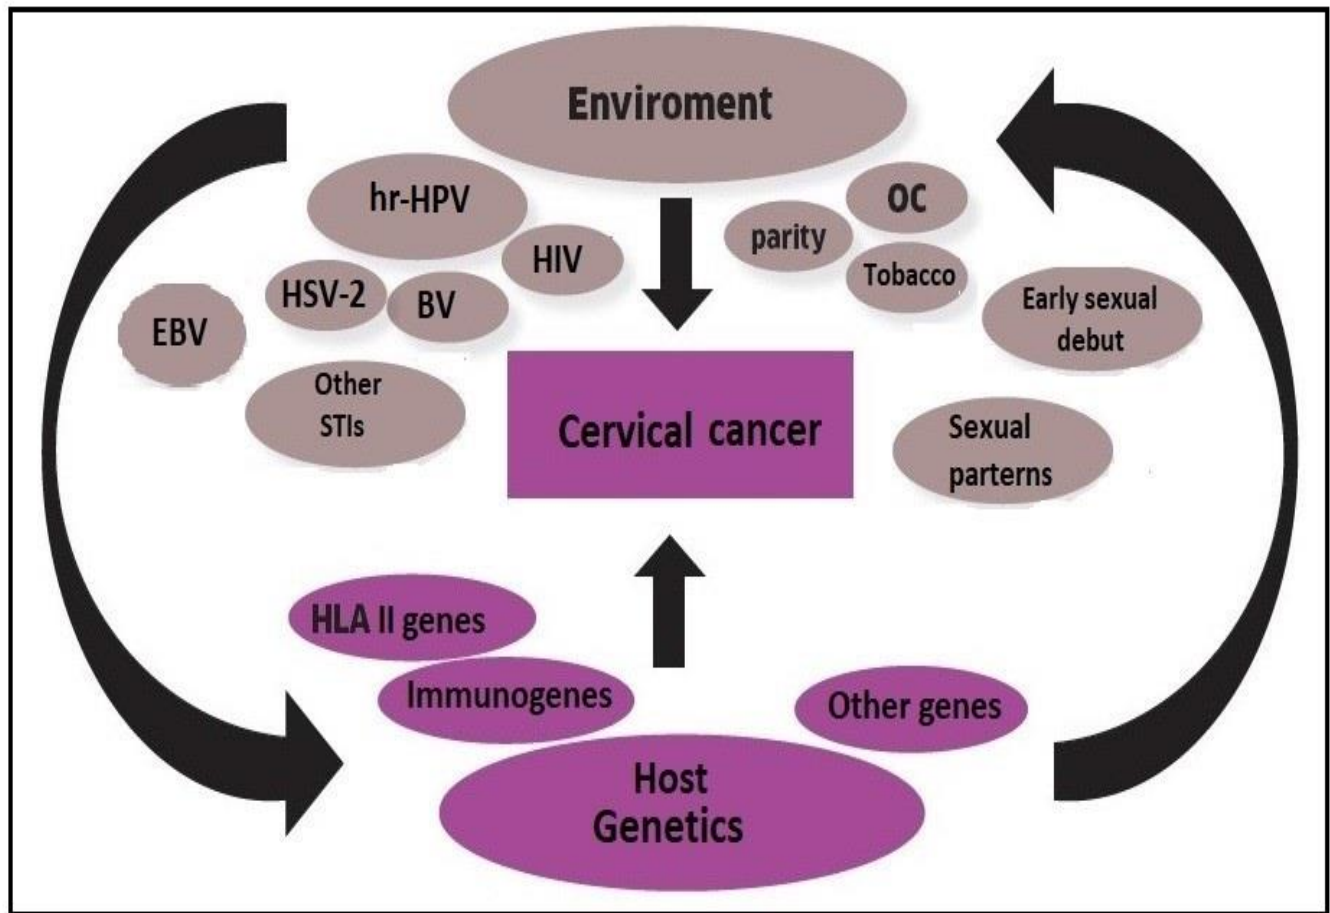 Enviroment
hr-HPV
OC
parity
HIV
Tobacco
HSV-2
BV
Early sexual
debut
EBV
Other
STIs
Cervical cancer
Sexual
parterns
HLA II genes
Immunogenes
Other genes
Host
Genetics